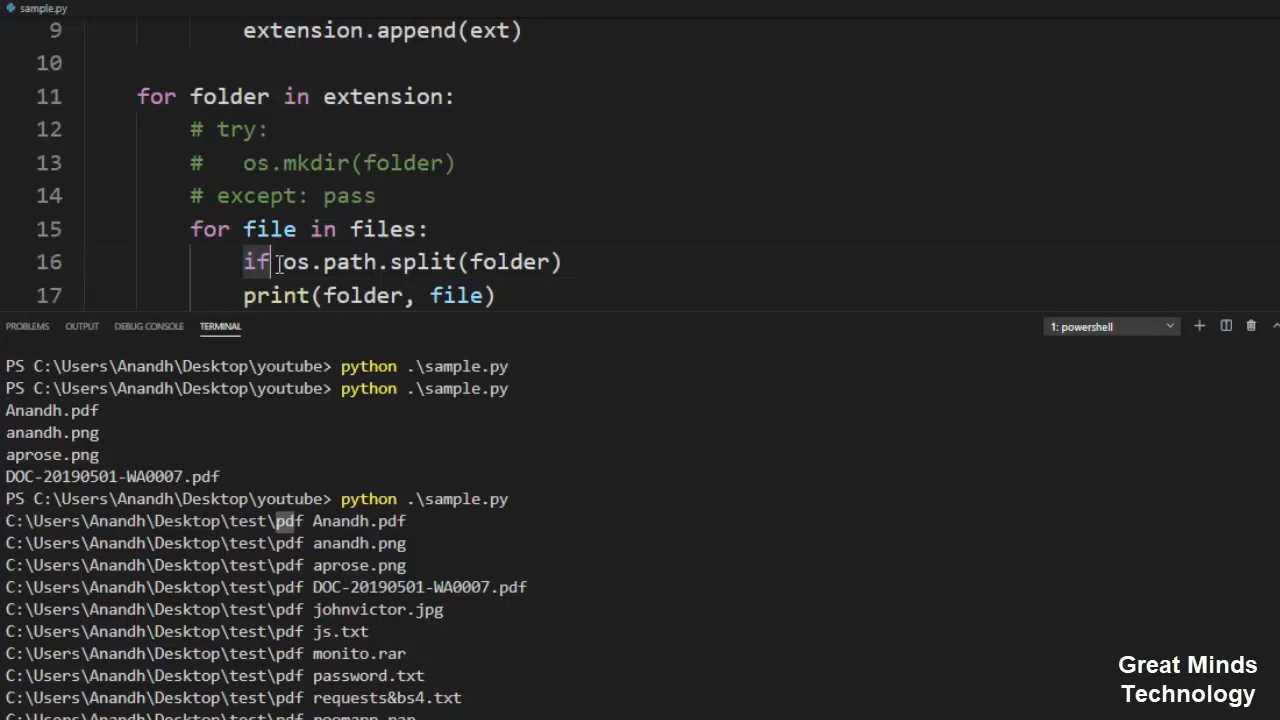 sample.py
9 extension.append(ext)
10
11 for folder in extension:
12 # try:
13 #   os.mkdir(folder)
14 # except: pass
15 for file in files:
16 if os.path.split(folder)
17 print(folder, file)
PROBLEMS OUTPUT DEBUG CONSOLE TERMINAL 1: powershell
PS C:\Users\Anandh\Desktop\youtube> python .\sample.py
PS C:\Users\Anandh\Desktop\youtube> python .\sample.py
Anandh.pdf
anandh.png
aprose.png
DOC-20190501-WA0007.pdf
PS C:\Users\Anandh\Desktop\youtube> python .\sample.py
C:\Users\Anandh\Desktop\test\pdf Anandh.pdf
C:\Users\Anandh\Desktop\test\pdf anandh.png
C:\Users\Anandh\Desktop\test\pdf aprose.png
C:\Users\Anandh\Desktop\test\pdf DOC-20190501-WA0007.pdf
C:\Users\Anandh\Desktop\test\pdf johnvictor.jpg
C:\Users\Anandh\Desktop\test\pdf js.txt
C:\Users\Anandh\Desktop\test\pdf monito.rar
C:\Users\Anandh\Desktop\test\pdf password.txt
C:\Users\Anandh\Desktop\test\pdf requests&bs4.txt
C:\Users\Anandh\Desktop\test\pdf
Great Minds
Technology